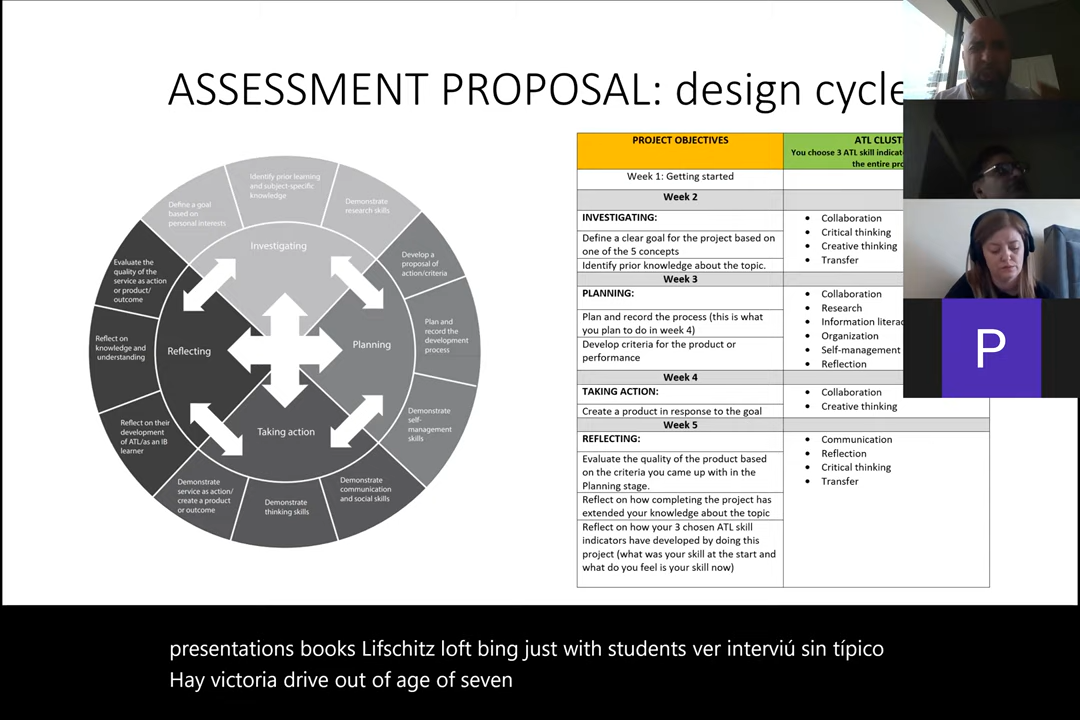 ASSESSMENT PROPOSAL: design cycle
Identify prior learning
and subject-specific
knowledge
Define a goal
based on
personal interests
Demonstrate
research skills
Investigating
Evaluate the
quality of the
service as action
or product/
outcome
Develop a
proposal of
action/criteria
Reflect on
knowledge and
understanding
Reflecting
Planning
Plan and
record the
development
process
Reflect on their
development
of ATL/as an IB
learner
Taking action
Demonstrate
self-
management
skills
Demonstrate
service as action/
create a product
or outcome
Demonstrate
thinking skills
Demonstrate
communication
and social skills
PROJECT OBJECTIVES
ATL
You choose 3 ATL skill
the entire
Week 1: Getting started
Week 2
INVESTIGATING:
Define a clear goal for the project based on
one of the 5 concepts
Identify prior knowledge about the topic.
• Collaboration
• Critical thinking
• Creative thinking
• Transfer
Week 3
PLANNING:
Plan and record the process (this is what
you plan to do in week 4)
Develop criteria for the product or
performance
• Collaboration
• Research
• Information
• Organization
• Self-management
• Reflection
Week 4
TAKING ACTION:
Create a product in response to the goal
• Collaboration
• Creative thinking
Week 5
REFLECTING:
Evaluate the quality of the product based
on the criteria you came up with in the
Planning stage.
Reflect on how completing the project has
extended your knowledge about the topic
Reflect on how your 3 chosen ATL skill
indicators have developed by doing this
project (what was your skill at the start and
what do you feel is your skill now)
• Communication
• Reflection
• Critical thinking
• Transfer
P
presentations books Lifschitz loft bing just with students ver interviú sin típico
Hay victoria drive out of age of seven